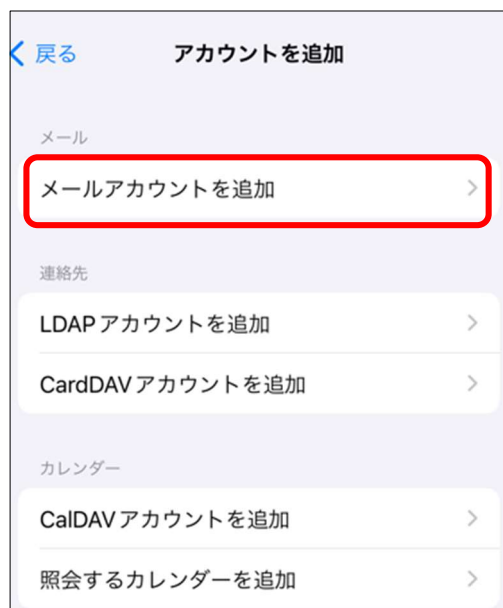 戻る アカウントを追加
メール
メールアカウントを追加
連絡先
LDAPアカウントを追加
CardDAVアカウントを追加
カレンダー
CalDAVアカウントを追加
照会するカレンダーを追加